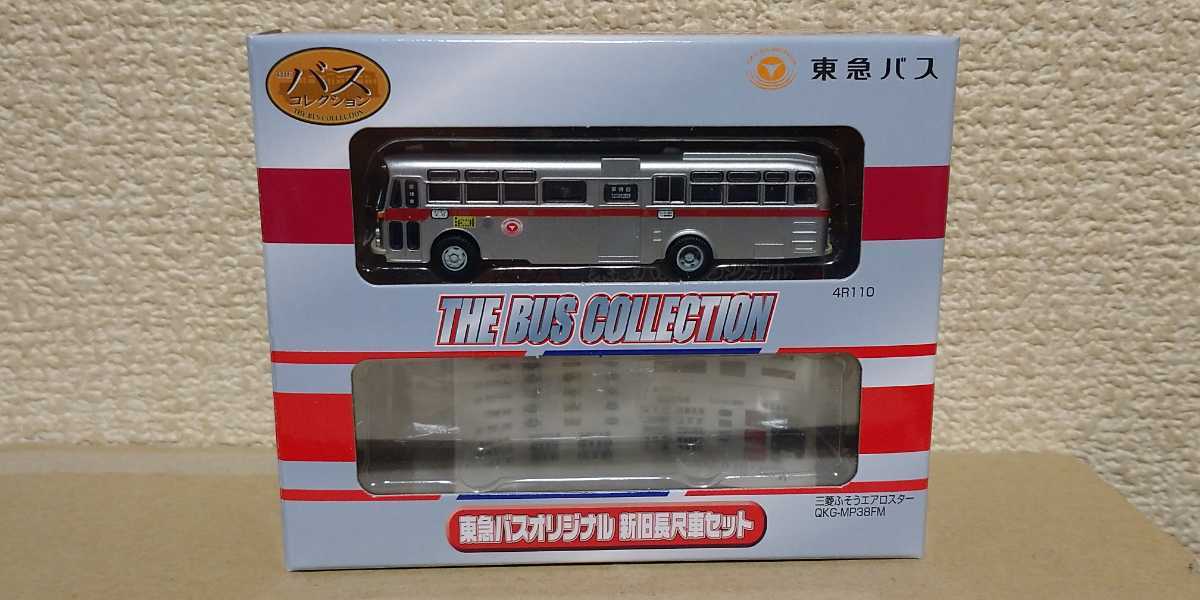 THE
バス
コレクション
THE BUS COLLECTION
東急バス
4R110
THE BUS COLLECTION
三菱ふそうエアロスター
QKG-MP38FM
東急バスオリジナル 新旧長尺車セット